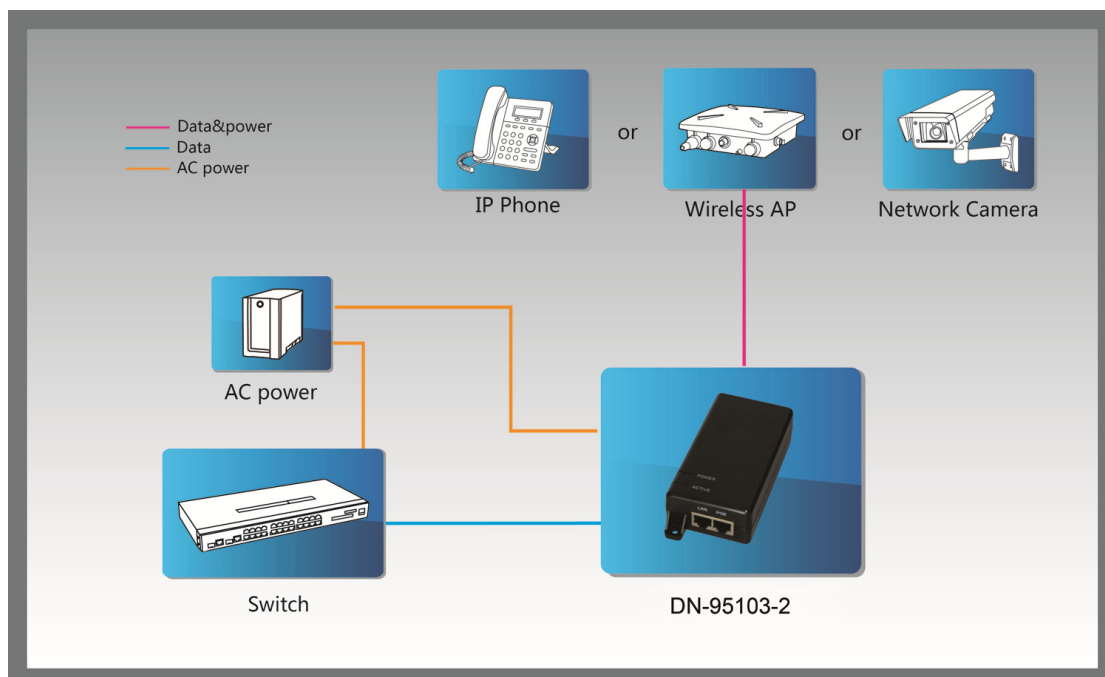 Data&power
Data
AC power
or
or
IP Phone
Wireless AP
Network Camera
AC power
POWER
ACTIVE
LAN POE
Switch
DN-95103-2